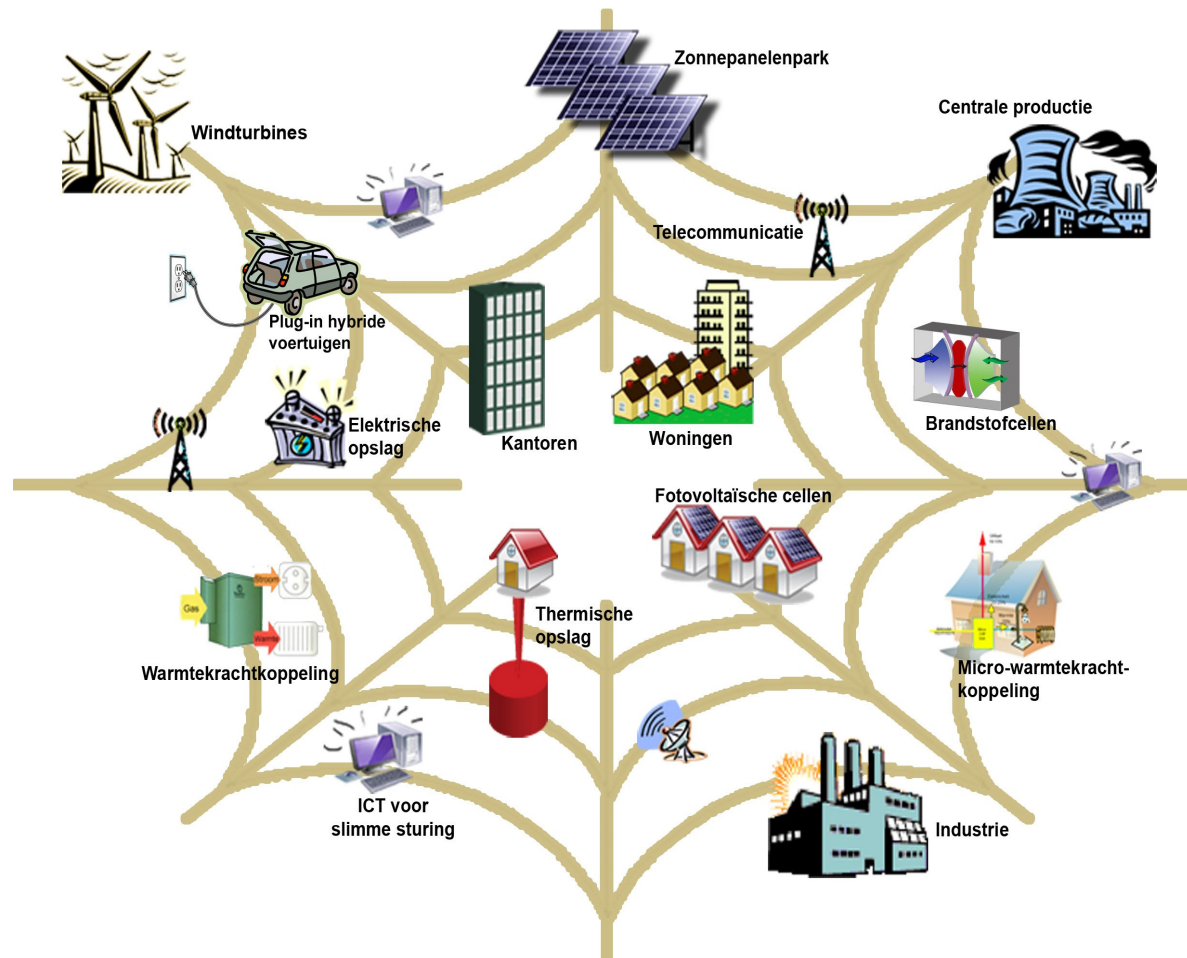 Zonnepanelenpark
Centrale productie
Windturbines
Telecommunicatie
Plug-in hybride
voertuigen
Elektrische
opslag
Kantoren
Woningen
Brandstofcellen
Fotovoltaïsche cellen
Stroom
Gas
Warmte
Warmtekrachtkoppeling
Thermische
opslag
Micro-warmtekracht-
koppeling
ICT voor
slimme sturing
Industrie